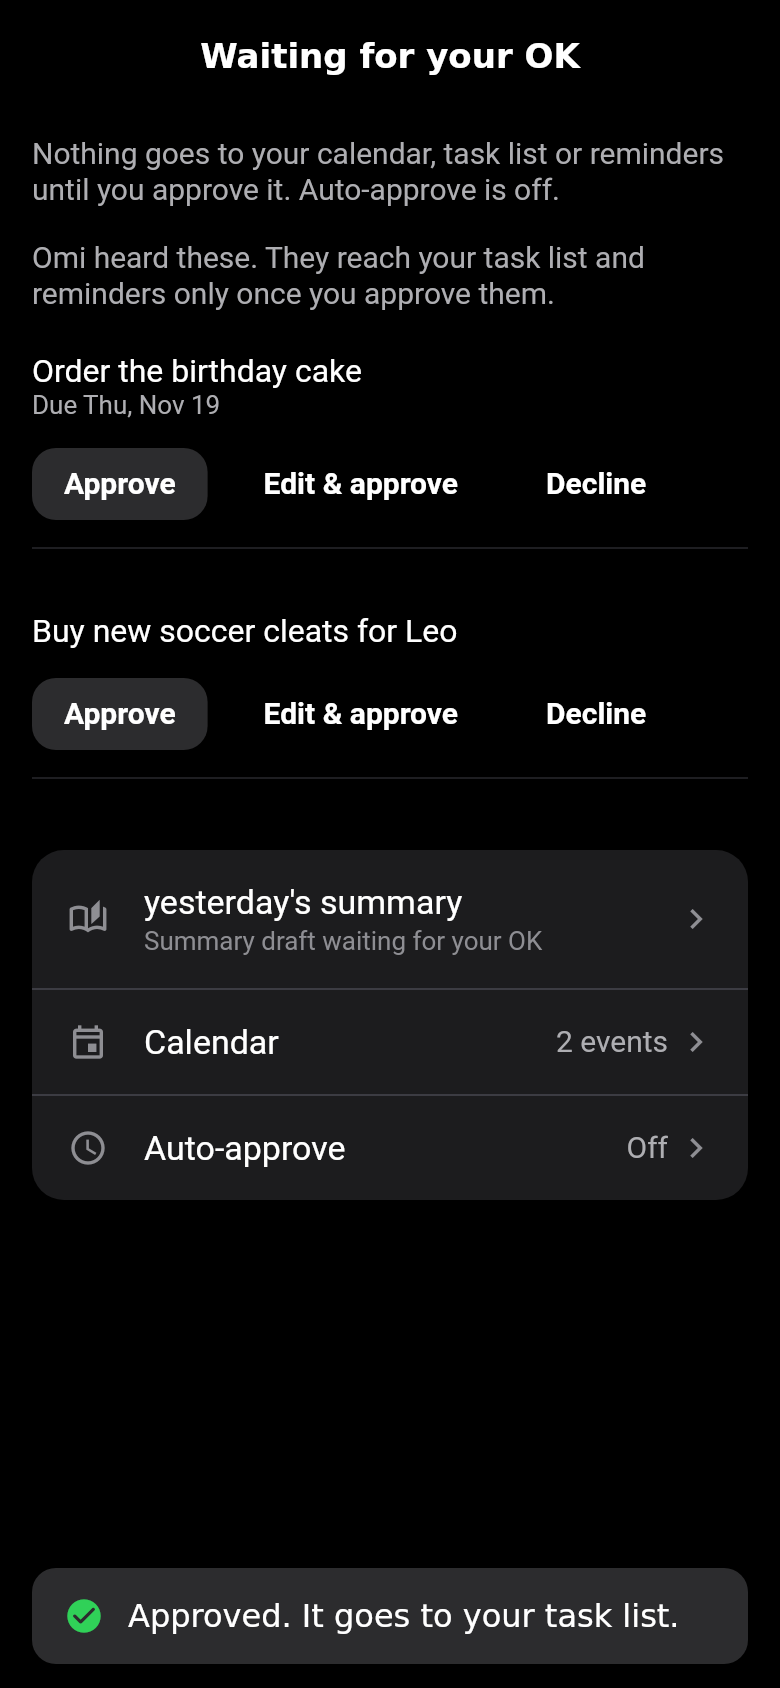 Waiting for your OK
Nothing goes to your calendar, task list or reminders
until you approve it. Auto-approve is off.
Omi heard these. They reach your task list and
reminders only once you approve them.
Order the birthday cake
Due Thu, Nov 19
Approve Edit & approve Decline
Buy new soccer cleats for Leo
Approve Edit & approve Decline
yesterday's summary
Summary draft waiting for your OK
Calendar 2 events
Auto-approve Off
Approved. It goes to your task list.